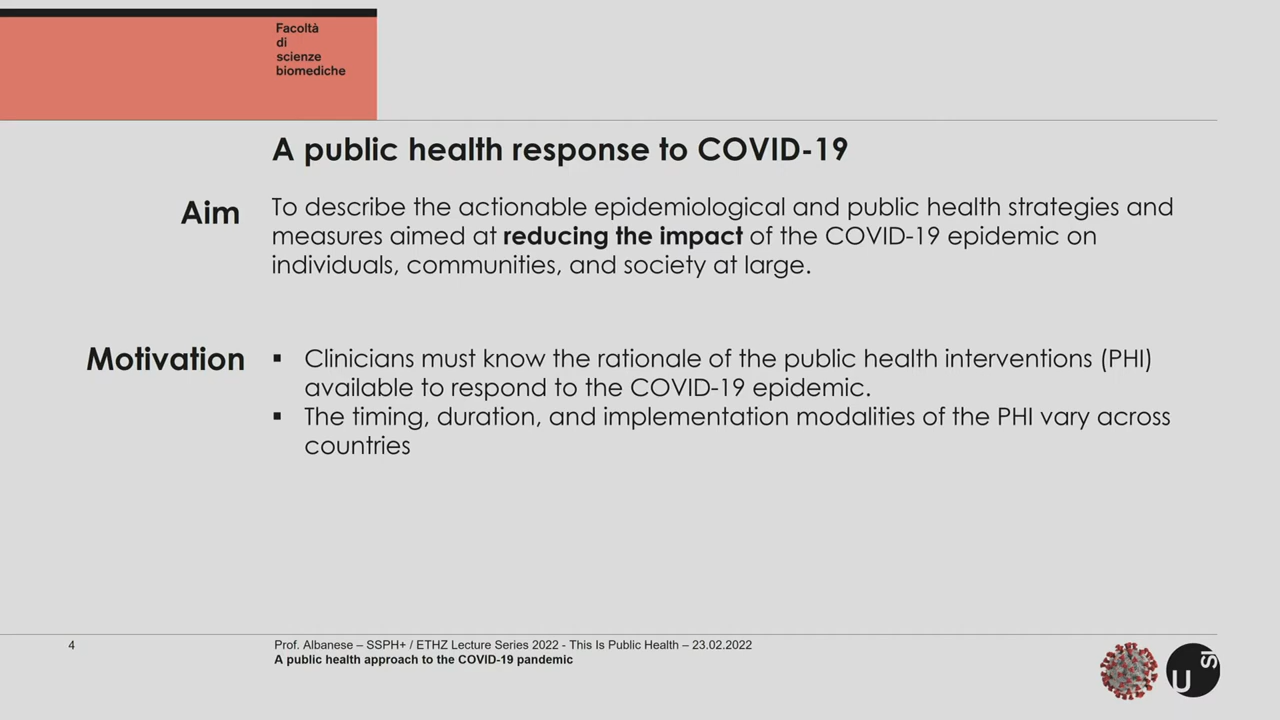 Facoltà
di
scienze
biomediche
A public health response to COVID-19
Aim
To describe the actionable epidemiological and public health strategies and
measures aimed at reducing the impact of the COVID-19 epidemic on
individuals, communities, and society at large.
Motivation
▪ Clinicians must know the rationale of the public health interventions (PHI)
available to respond to the COVID-19 epidemic.
▪ The timing, duration, and implementation modalities of the PHI vary across
countries
4
Prof. Albanese – SSPH+ / ETHZ Lecture Series 2022 - This Is Public Health – 23.02.2022
A public health approach to the COVID-19 pandemic
U
SI